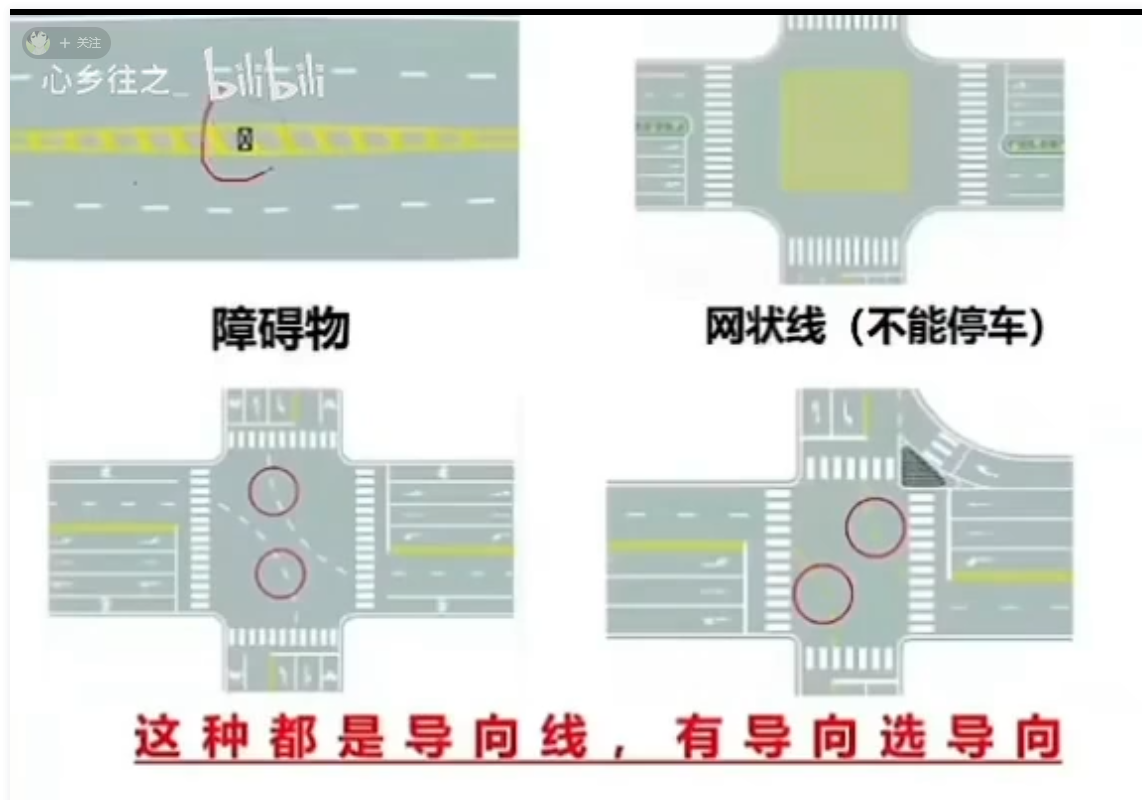 + 关注
心乡往之_ bilibili
障碍物
网状线（不能停车）
这种都是导向线，有导向选导向